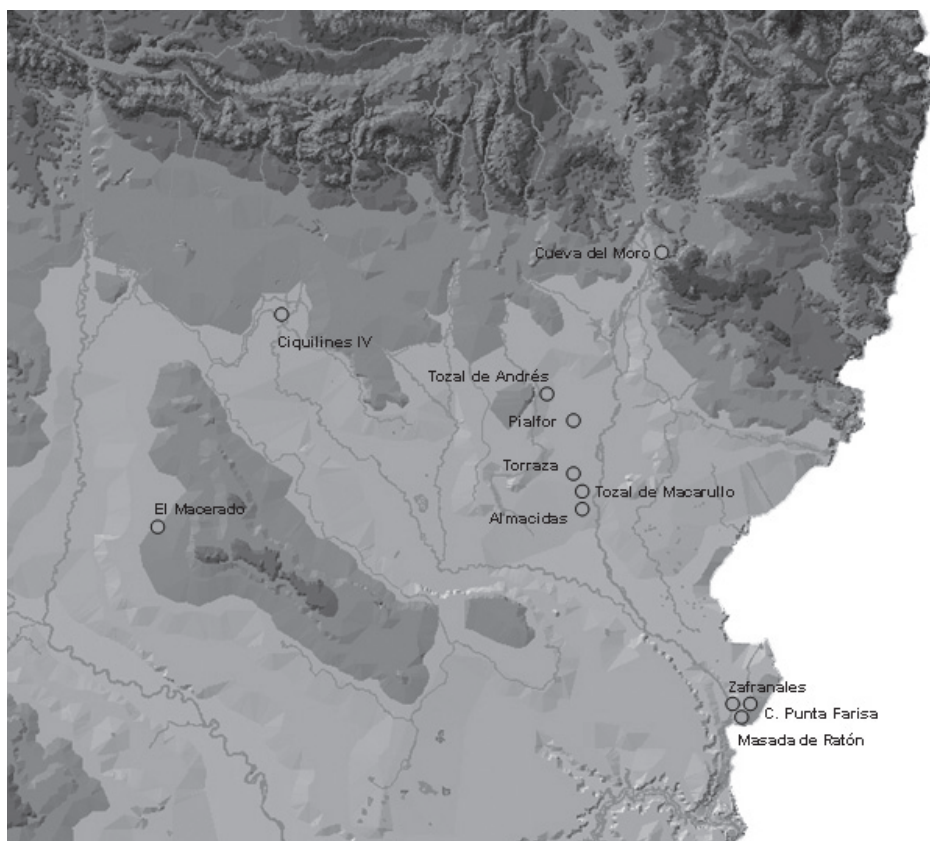 Cueva del Moro
Ciquilines IV
Tozal de Andrés
Pialfor
Torraza
Tozal de Macarullo
El Macerado
Almacidas
Zafranales
C. Punta Farisa
Masada de Ratón